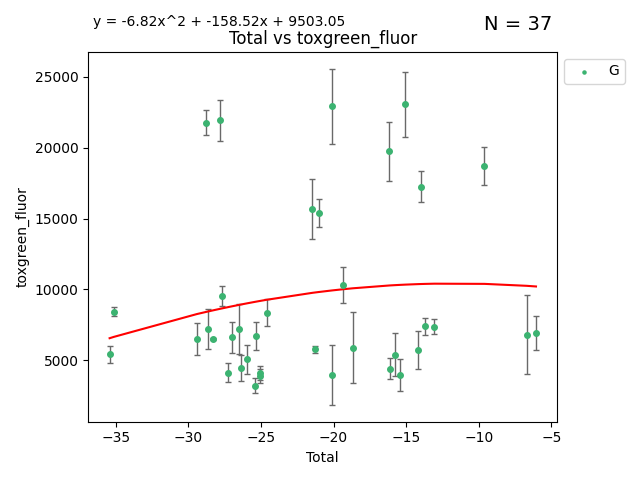 y = -6.82x^2 + -158.52x + 9503.05
N = 37
Total vs toxgreen_fluor
G
toxgreen_fluor
25000
20000
15000
10000
5000
−35 −30 −25 −20 −15 −10 −5
Total